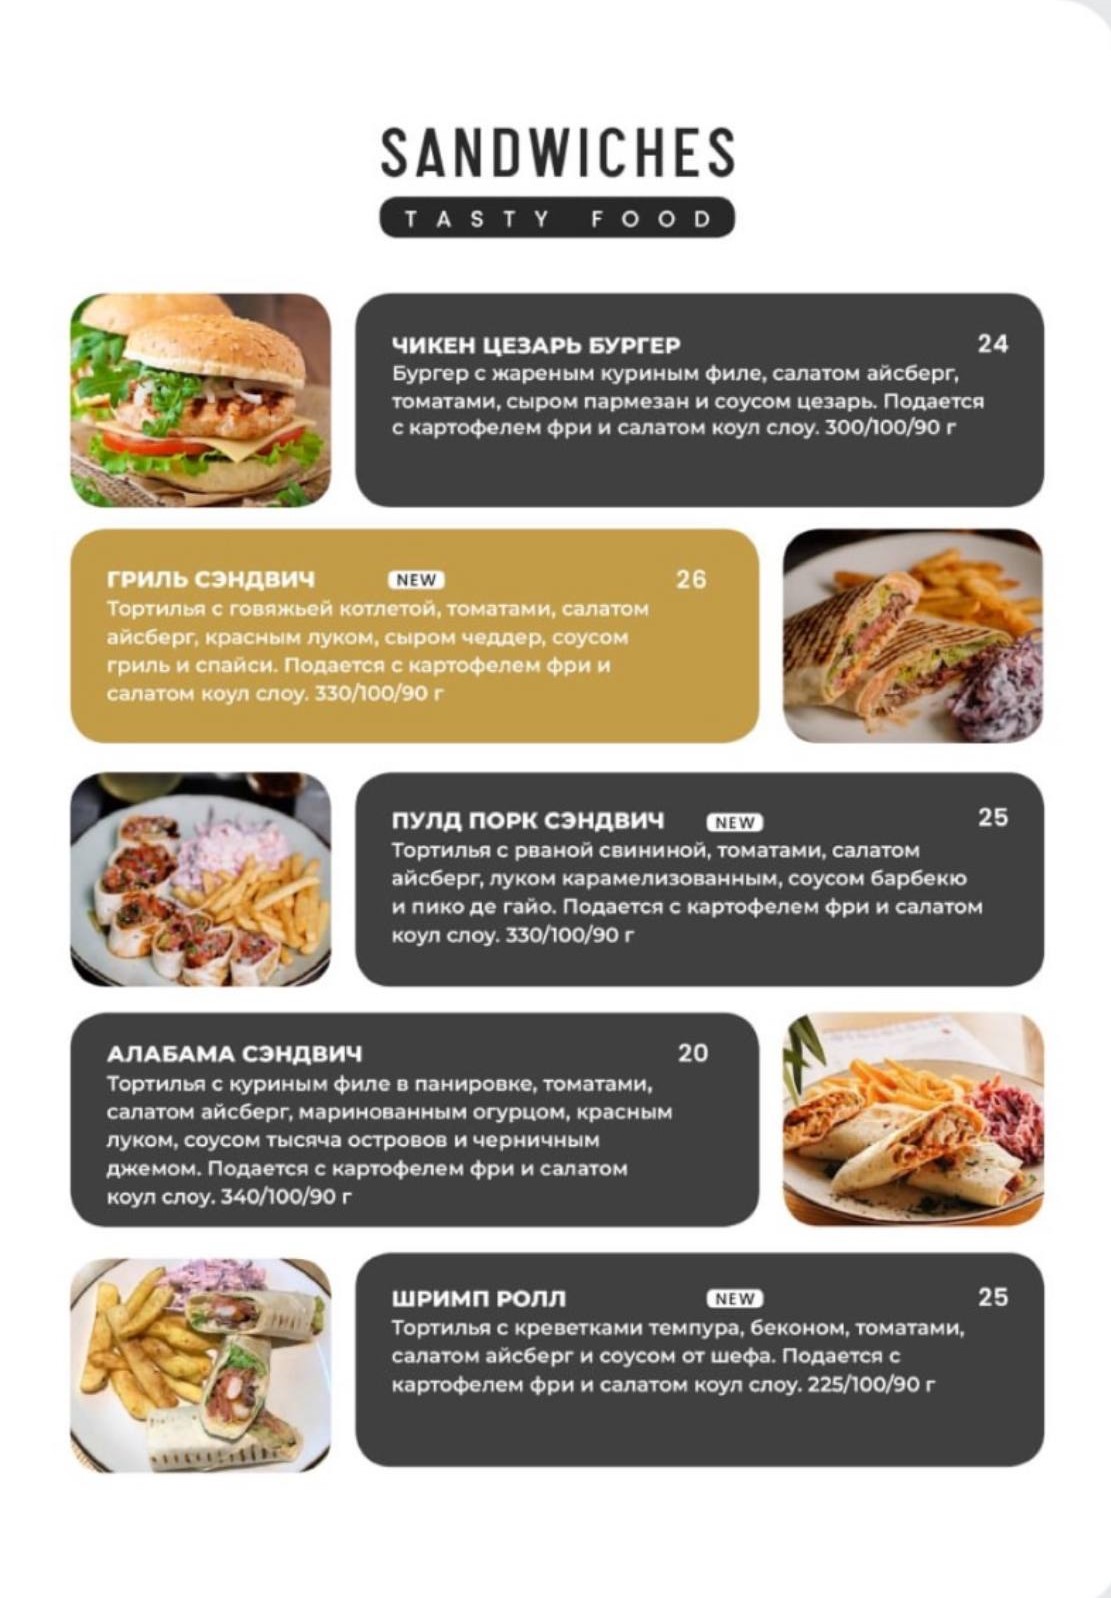 SANDWICHES
TASTY FOOD
ЧИКЕН ЦЕЗАРЬ БУРГЕР 24
Бургер с жареным куриным филе, салатом айсберг,
томатами, сыром пармезан и соусом цезарь. Подается
с картофелем фри и салатом коул слоу. 300/100/90 г
ГРИЛЬ СЭНДВИЧ NEW 26
Тортилья с говяжьей котлетой, томатами, салатом
айсберг, красным луком, сыром чеддер, соусом
гриль и спайси. Подается с картофелем фри и
салатом коул слоу. 330/100/90 г
ПУЛД ПОРК СЭНДВИЧ NEW 25
Тортилья с рваной свининой, томатами, салатом
айсберг, луком карамелизованным, соусом барбекю
и пико де гайо. Подается с картофелем фри и салатом
коул слоу. 330/100/90 г
АЛАБАМА СЭНДВИЧ 20
Тортилья с куриным филе в панировке, томатами,
салатом айсберг, маринованным огурцом, красным
луком, соусом тысяча островов и черничным
джемом. Подается с картофелем фри и салатом
коул слоу. 340/100/90 г
ШРИМП РОЛЛ NEW 25
Тортилья с креветками темпура, беконом, томатами,
салатом айсберг и соусом от шефа. Подается с
картофелем фри и салатом коул слоу. 225/100/90 г